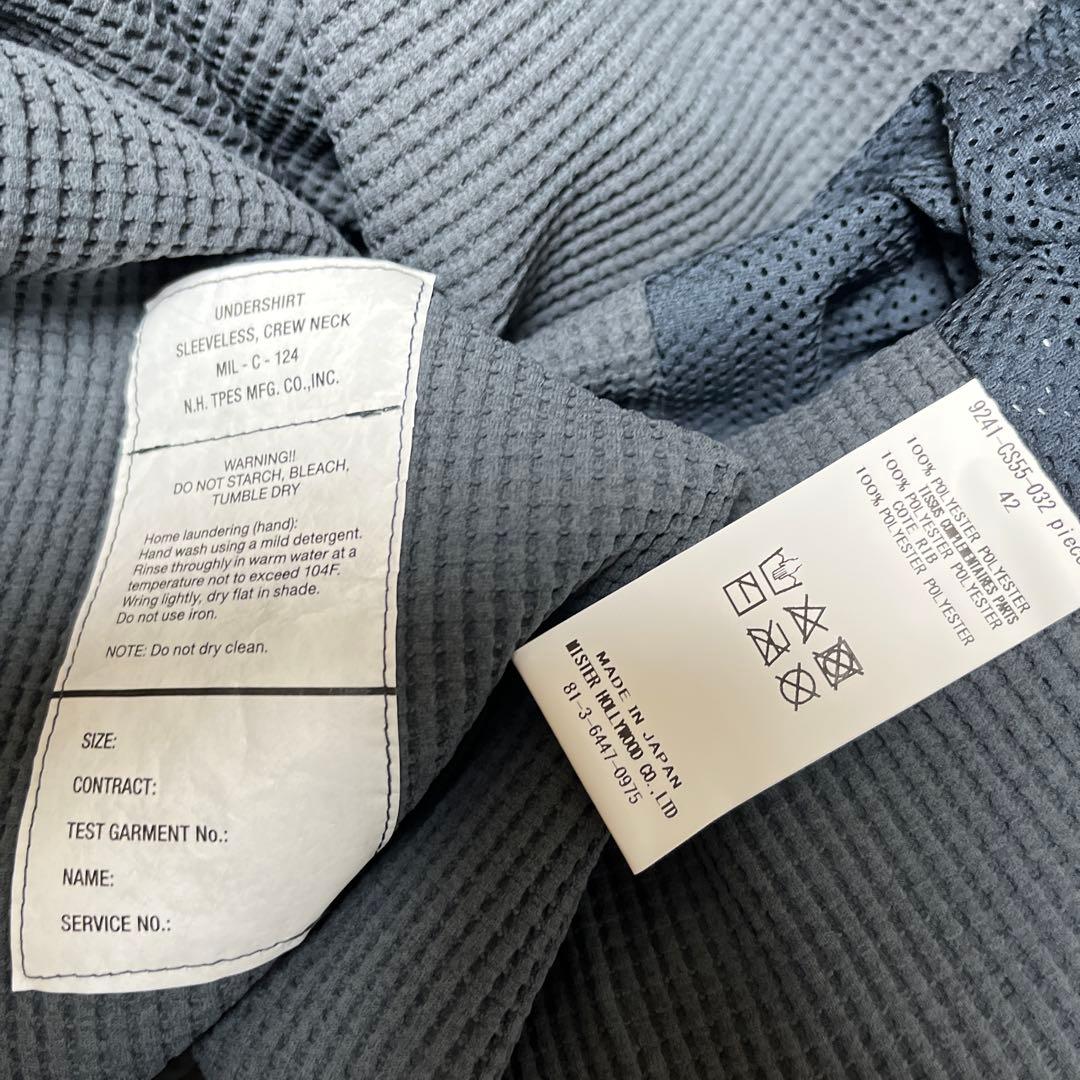 UNDERSHIRT
SLEEVELESS, CREW NECK
MIL - C - 124
N.H. TPES MFG. CO.,INC.
WARNING!!
DO NOT STARCH, BLEACH,
TUMBLE DRY
Home laundering (hand):
Hand wash using a mild detergent.
Rinse throughly in warm water at a
temperature not to exceed 104F.
Wring lightly, dry flat in shade.
Do not use iron.
NOTE: Do not dry clean.
SIZE:
CONTRACT:
TEST GARMENT No.:
NAME:
SERVICE NO.:
9241-CS55-032 piece
42
100% POLYESTER POLYESTER
TISSUS COMPLEMENTAIRES PARTS
100% POLYESTER POLYESTER
COTE RIB
100% POLYESTER POLYESTER
MADE IN JAPAN
MISTER HOLLYWOOD CO.,LTD
81-3-6447-0975